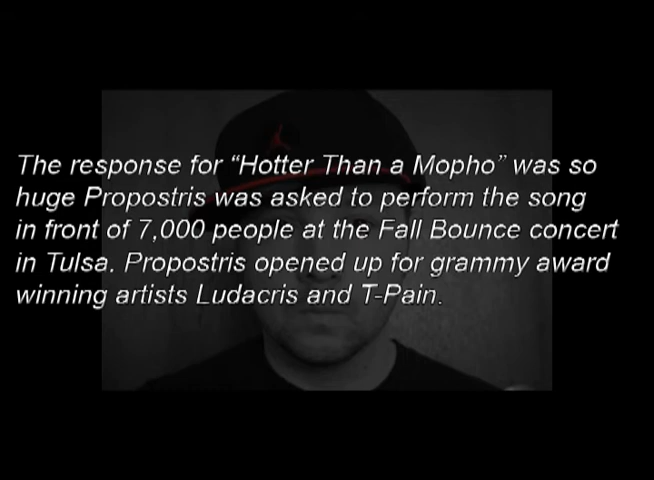 The response for “Hotter Than a Mopho” was so
huge Propostris was asked to perform the song
in front of 7,000 people at the Fall Bounce concert
in Tulsa. Propostris opened up for grammy award
winning artists Ludacris and T-Pain.